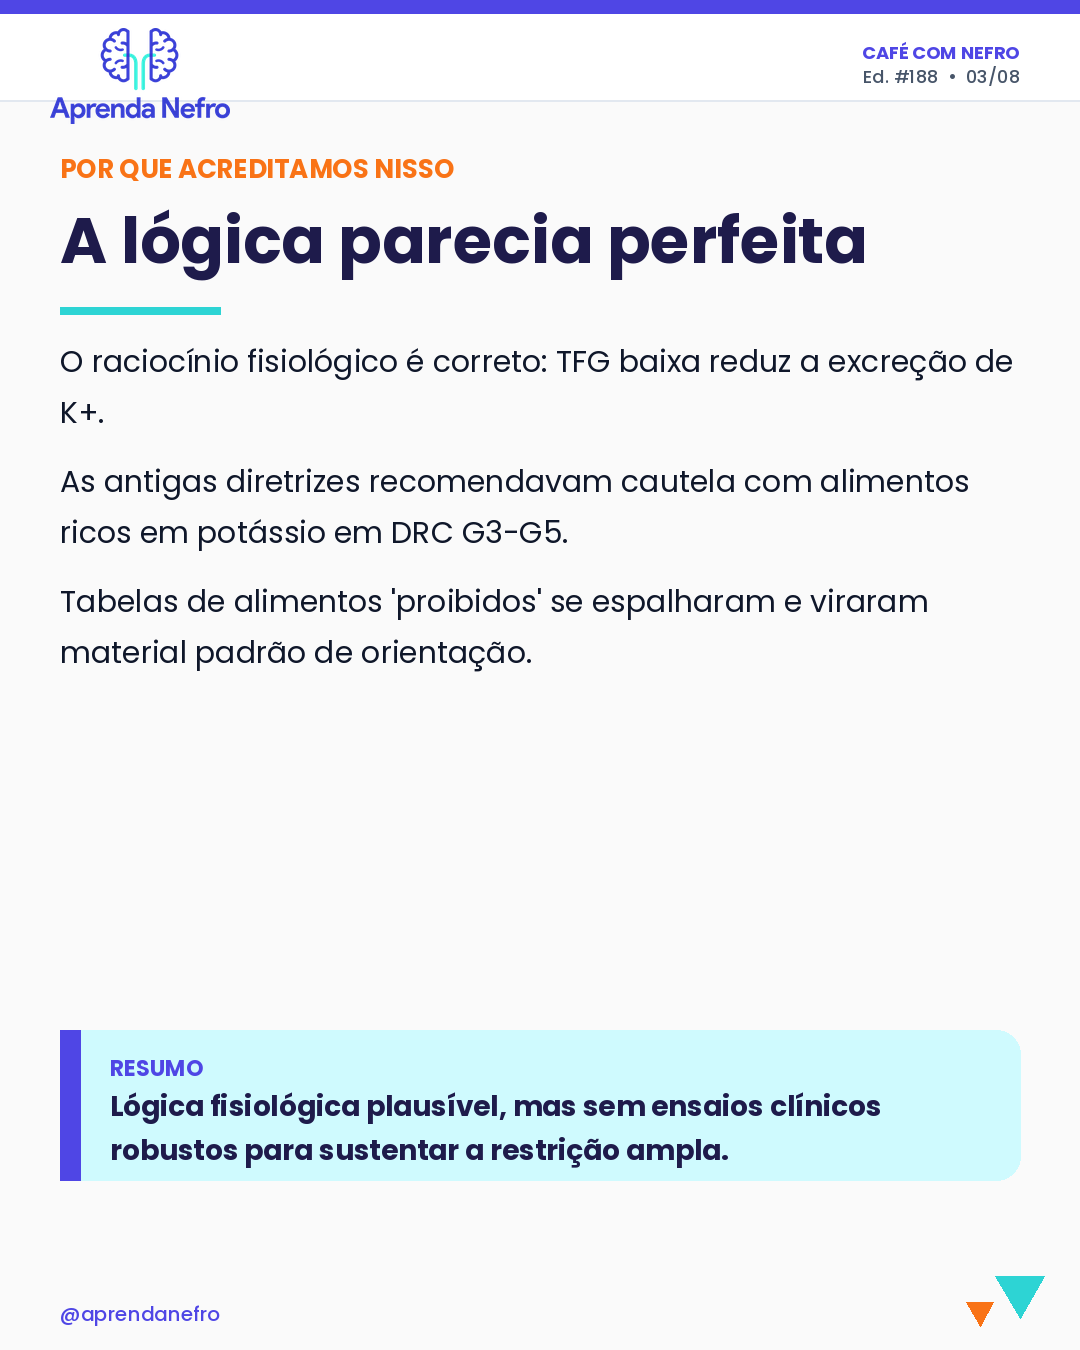 Aprenda Nefro
CAFÉ COM NEFRO
Ed. #188 • 03/08
POR QUE ACREDITAMOS NISSO
A lógica parecia perfeita
O raciocínio fisiológico é correto: TFG baixa reduz a excreção de
K+.
As antigas diretrizes recomendavam cautela com alimentos
ricos em potássio em DRC G3-G5.
Tabelas de alimentos 'proibidos' se espalharam e viraram
material padrão de orientação.
RESUMO
Lógica fisiológica plausível, mas sem ensaios clínicos
robustos para sustentar a restrição ampla.
@aprendanefro